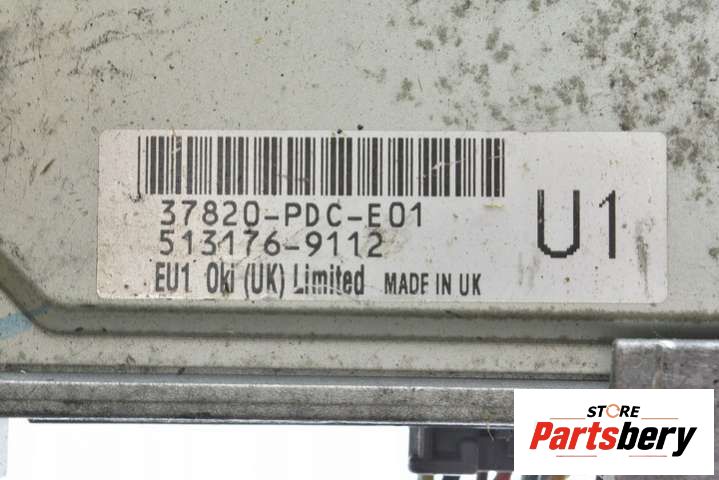 37820-PDC-E01
513176-9112
EU1 Oki (UK) Limited MADE IN UK
U1
STORE
Partsbery